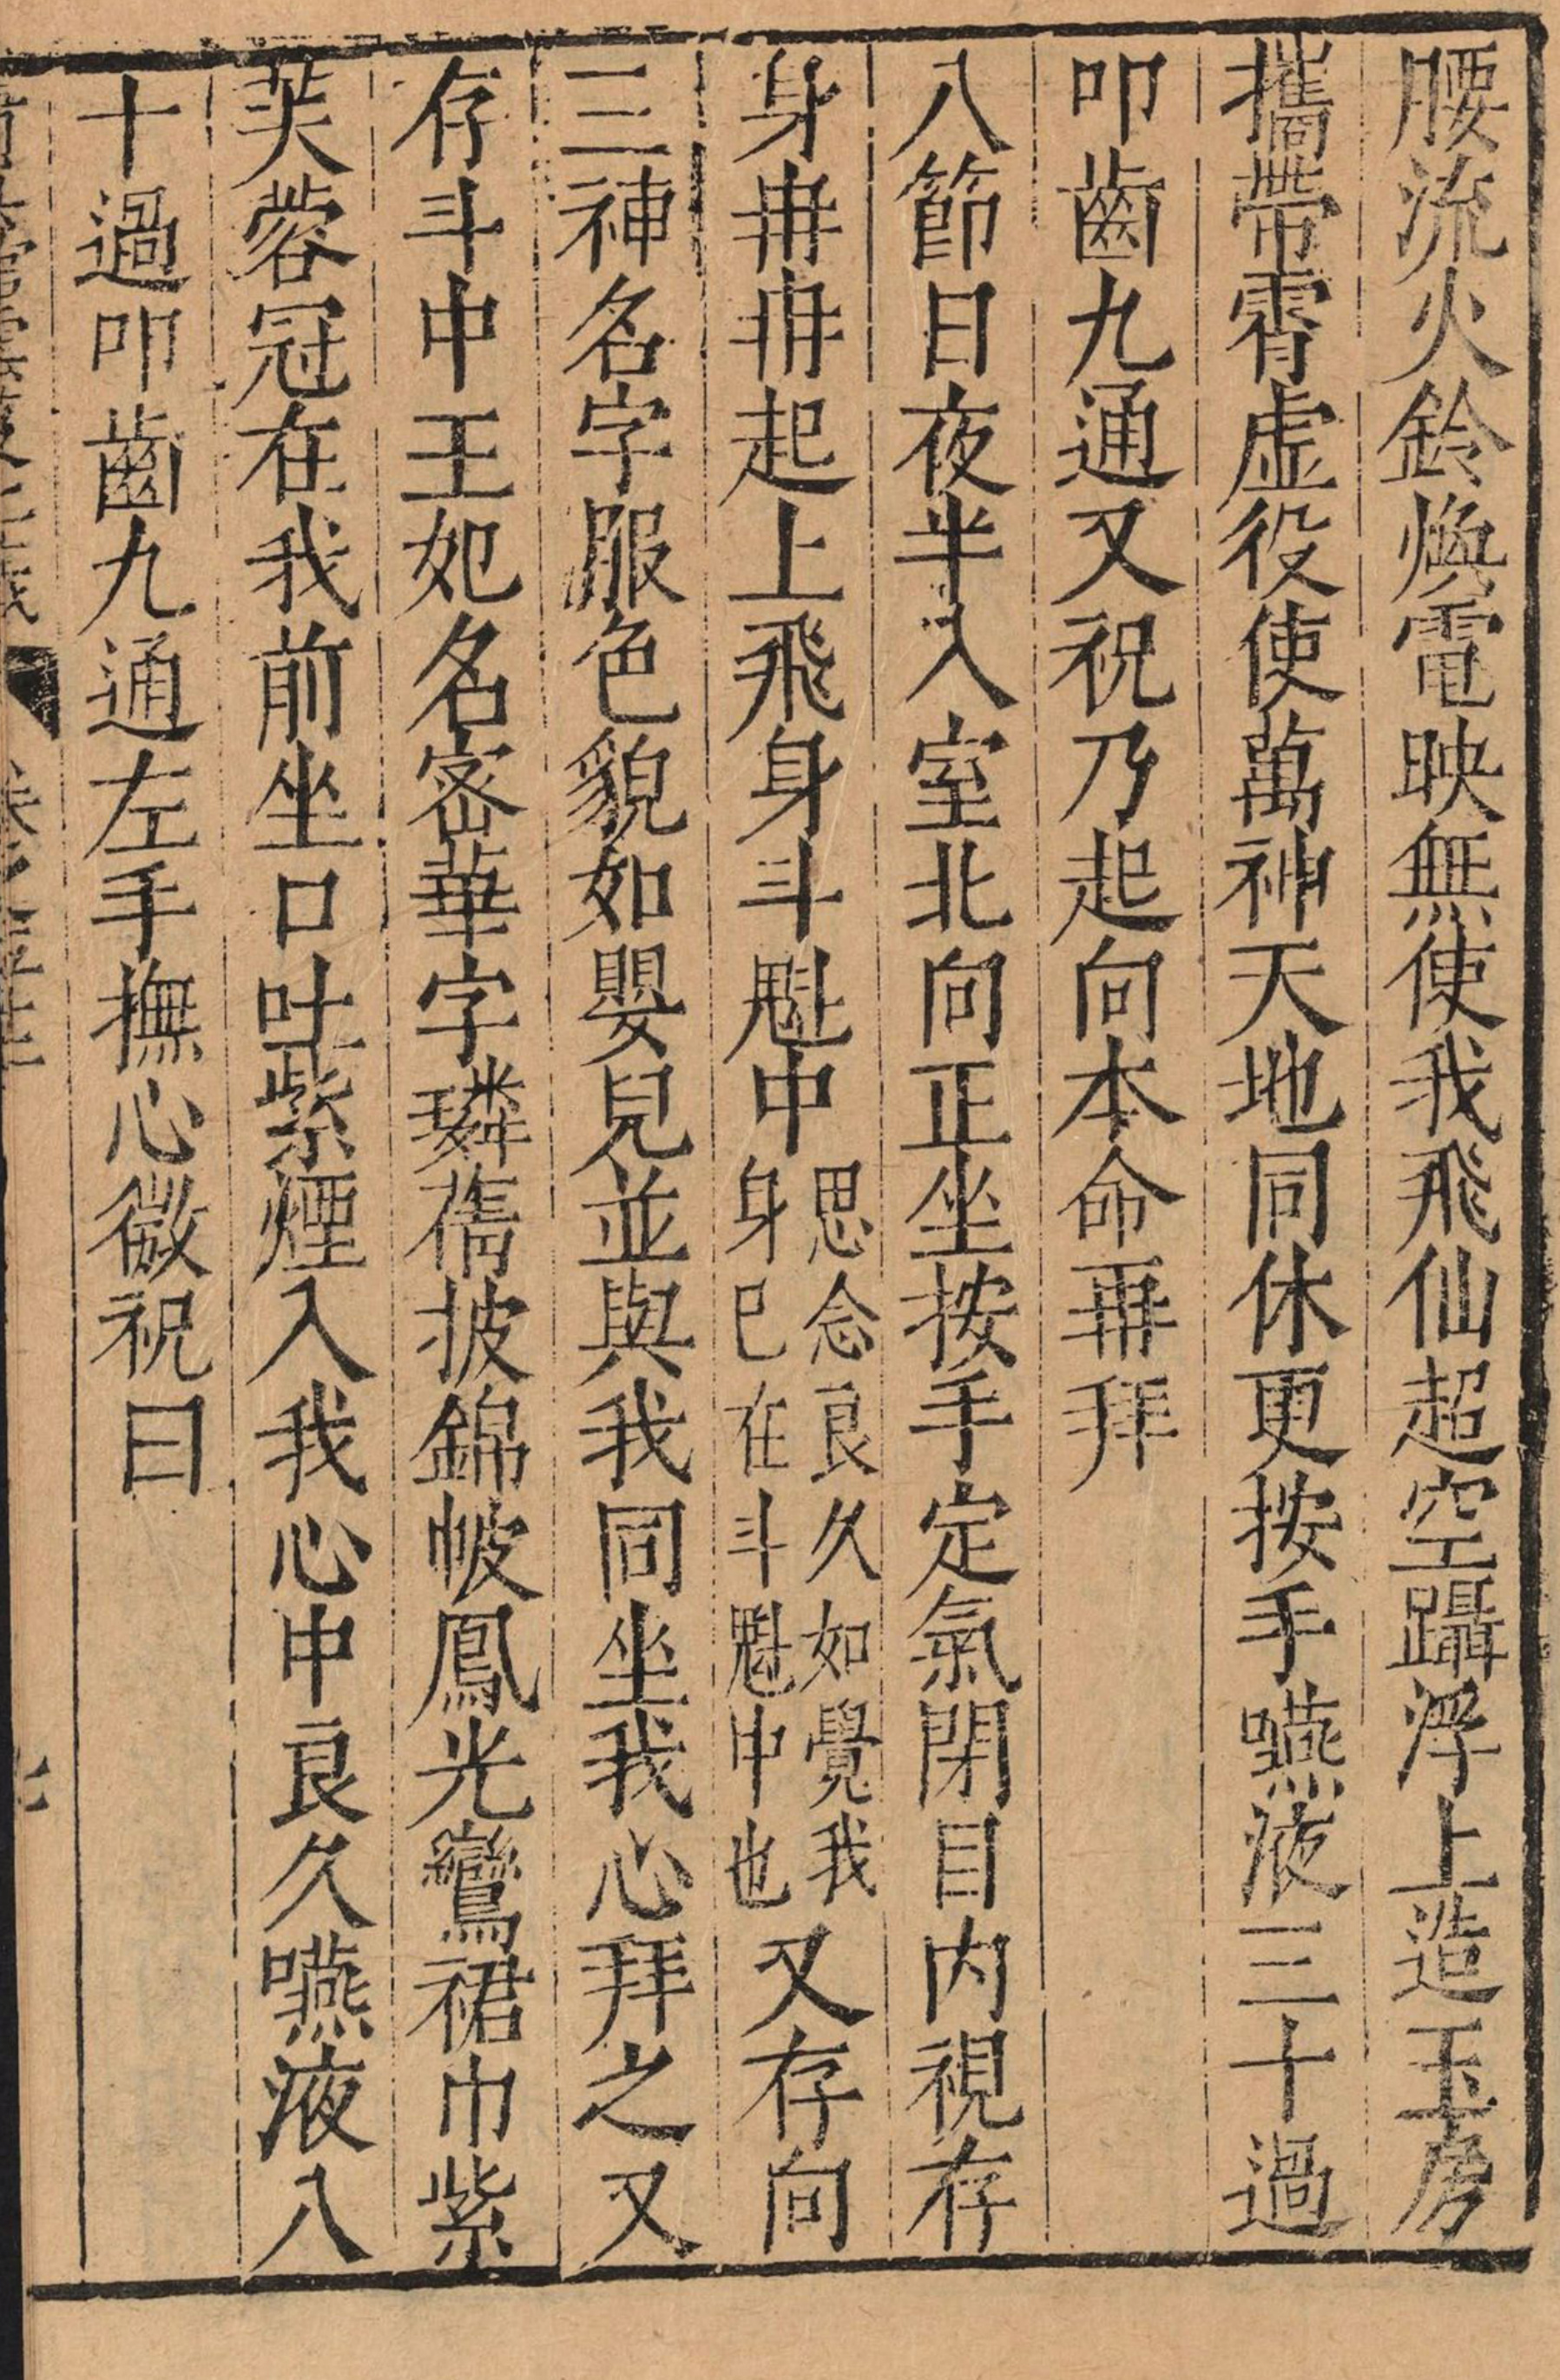 腰流火鈴煥電映無使我飛仙超空躡浮上造玉房
攜帶霄虛役使萬神天地同休更按手嚥液三十過
叩齒九通又祝乃起向本命再拜
八節日夜半入室北向正坐按手定氣閉目內視存
身冉冉起上飛身斗魁中思念良久如覺我身已在斗魁中也又存向
三神名字服色貌如嬰兒並與我同坐我心拜之又
存斗中王妃名密華字璘蒨披錦帔鳳光鸞裙巾紫
芙蓉冠在我前坐口吐紫煙入我心中良久嚥液八
十過叩齒九通左手撫心微祝曰